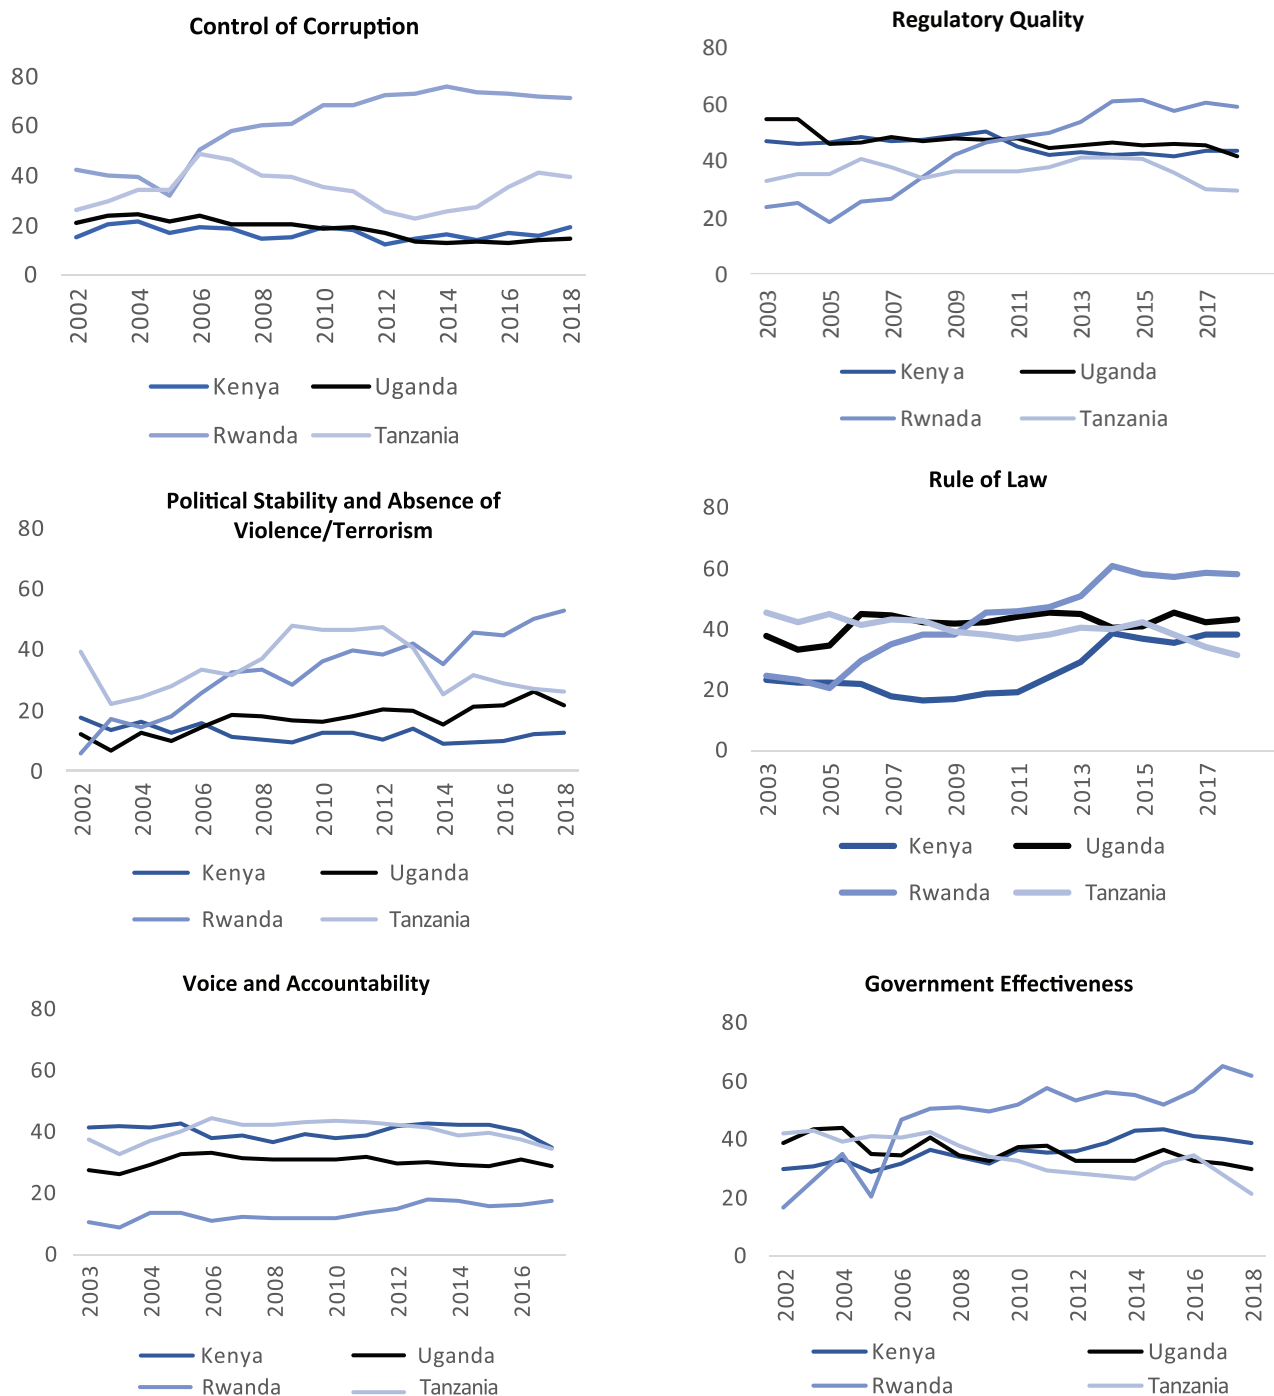 Control of Corruption
80
60
40
20
0
2002 2004 2006 2008 2010 2012 2014 2016 2018
Kenya Uganda
Rwanda Tanzania
Regulatory Quality
80
60
40
20
0
2003 2005 2007 2009 2011 2013 2015 2017
Kenya Uganda
Rwnada Tanzania
Political Stability and Absence of
Violence/Terrorism
80
60
40
20
0
2002 2004 2006 2008 2010 2012 2014 2016 2018
Kenya Uganda
Rwanda Tanzania
Rule of Law
80
60
40
20
0
2003 2005 2007 2009 2011 2013 2015 2017
Kenya Uganda
Rwanda Tanzania
Voice and Accountability
80
60
40
20
0
2003 2004 2006 2008 2010 2012 2014 2016
Kenya Uganda
Rwanda Tanzania
Government Effectiveness
80
60
40
20
0
2002 2004 2006 2008 2010 2012 2014 2016 2018
Kenya Uganda
Rwanda Tanzania